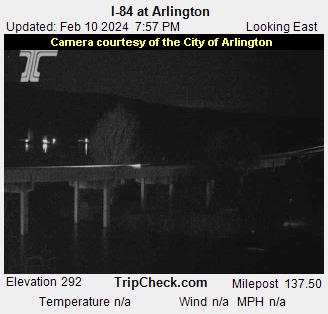 I-84 at Arlington
Updated: Feb 10 2024 7:57 PM Looking East
Camera courtesy of the City of Arlington
Elevation 292 TripCheck.com Milepost 137.50
Temperature n/a Wind n/a MPH n/a